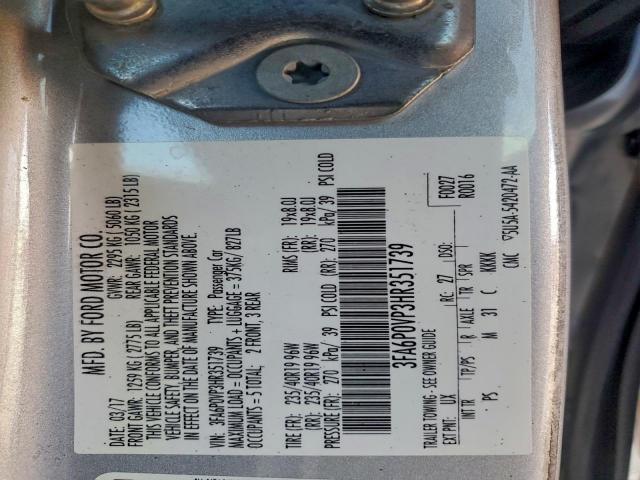 MFD. BY FORD MOTOR CO.
DATE: 03/17 GVWR: 2295 KG ( 5060 LB)
FRONT GAWR: 1259 KG ( 2775 LB) REAR GAWR: 1050 KG ( 2315 LB)
THIS VEHICLE CONFORMS TO ALL APPLICABLE FEDERAL MOTOR
VEHICLE SAFETY, BUMPER, AND THEFT PREVENTION STANDARDS
IN EFFECT ON THE DATE OF MANUFACTURE SHOWN ABOVE.
VIN: 3FA6P0VP3HR351739 TYPE: Passenger Car
MAXIMUM LOAD = OCCUPANTS + LUGGAGE = 375KG / 827LB
OCCUPANTS = 5 TOTAL; 2 FRONT, 3 REAR
TIRE (FR): 235/40R19 96W RIMS (FR): 19x8.0J
(RR): 235/40R19 96W (RR): 19x8.0J
PRESSURE (FR): 270 kPa/ 39 PSI COLD (RR): 270 kPa/ 39 PSI COLD
3FA6P0VP3HR351739
TRAILER TOWING - SEE OWNER GUIDE F0027
EXT PNT: UX RC: 27 DSO: R0016
INT TR TP/PS R AXLE TR SPR
PS M 31 C KKKK
CMC 5U5A-5420472-AA